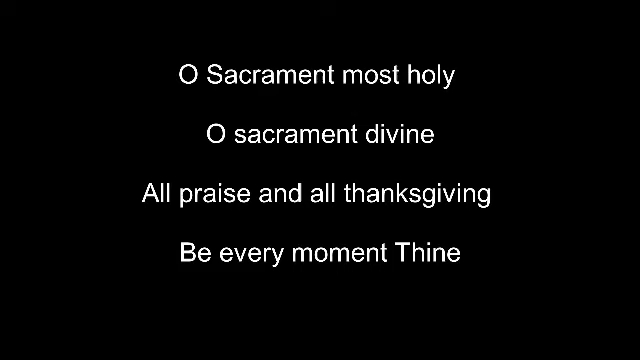 O Sacrament most holy
O sacrament divine
All praise and all thanksgiving
Be every moment Thine